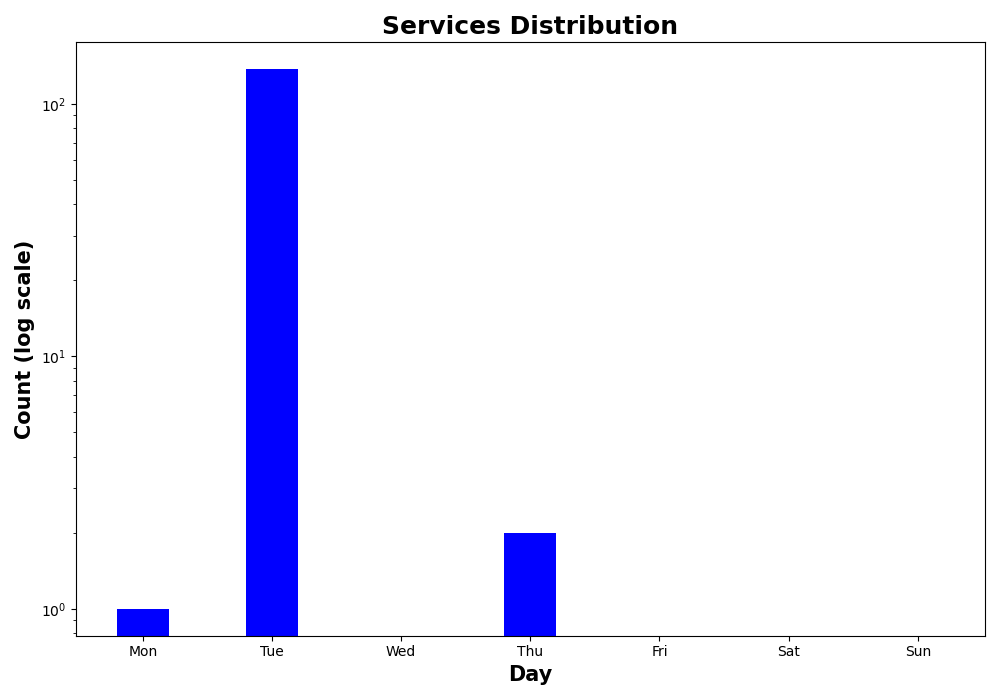 Services Distribution
Count (log scale)
10²
10¹
10⁰
Mon Tue Wed Thu Fri Sat Sun
Day